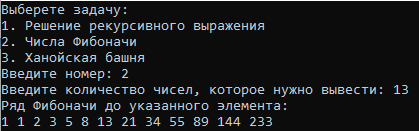 Выберете задачу:
1. Решение рекурсивного выражения
2. Числа Фибоначи
3. Ханойская башня
Введите номер: 2
Введите количество чисел, которое нужно вывести: 13
Ряд Фибоначи до указанного элемента:
1 1 2 3 5 8 13 21 34 55 89 144 233